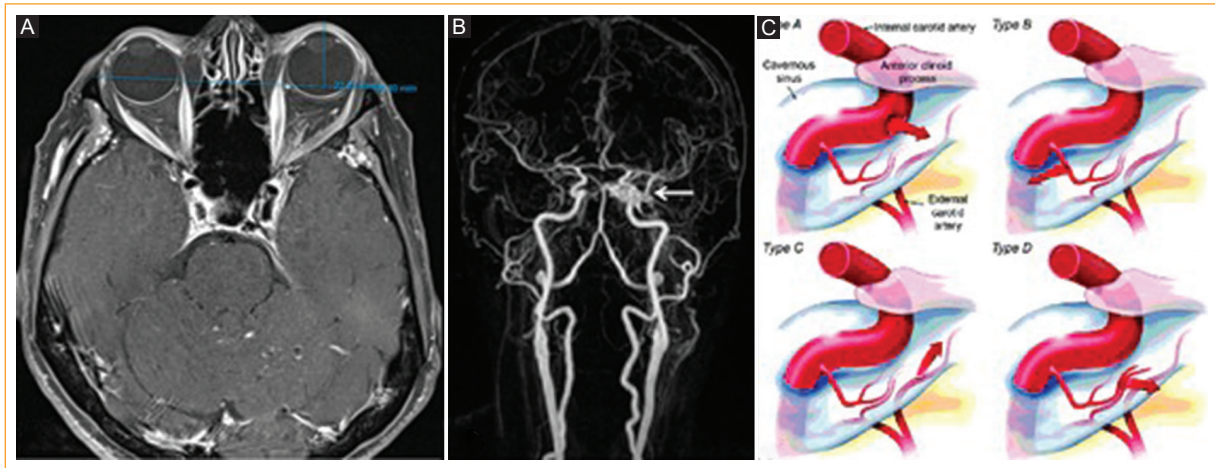 A
B
C
e A
Internal carotid artery
Type B
Cavernous
sinus
Anterior clinoid
process
External
carotid
artery
Type C
Type D